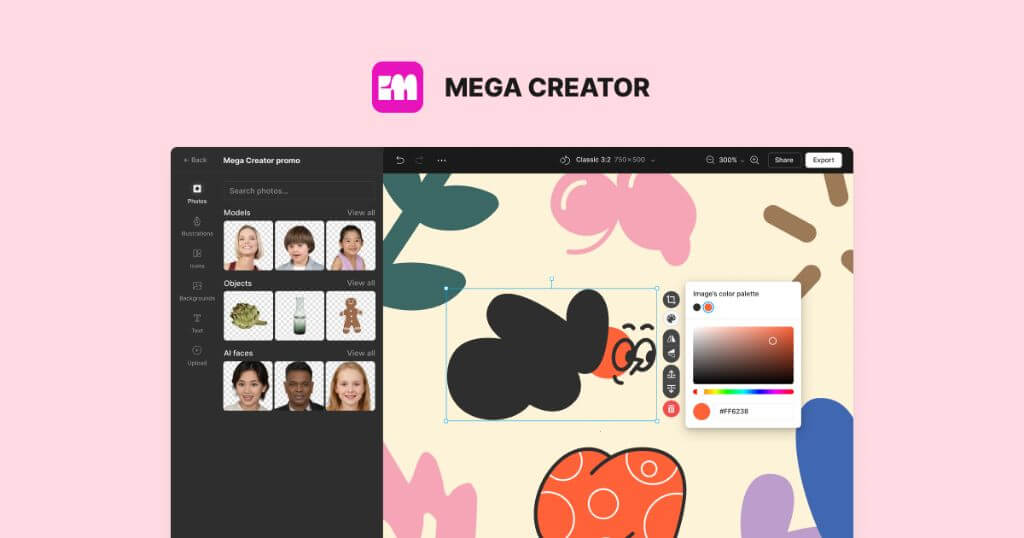 MEGA CREATOR
← Back
Mega Creator promo
Classic 3:2 750×500
300%
Share
Export
Photos
Search photos...
Models View all
Illustrations
Icons
Objects View all
Backgrounds
Text
Upload
AI faces View all
Image's color palette
#FF6238